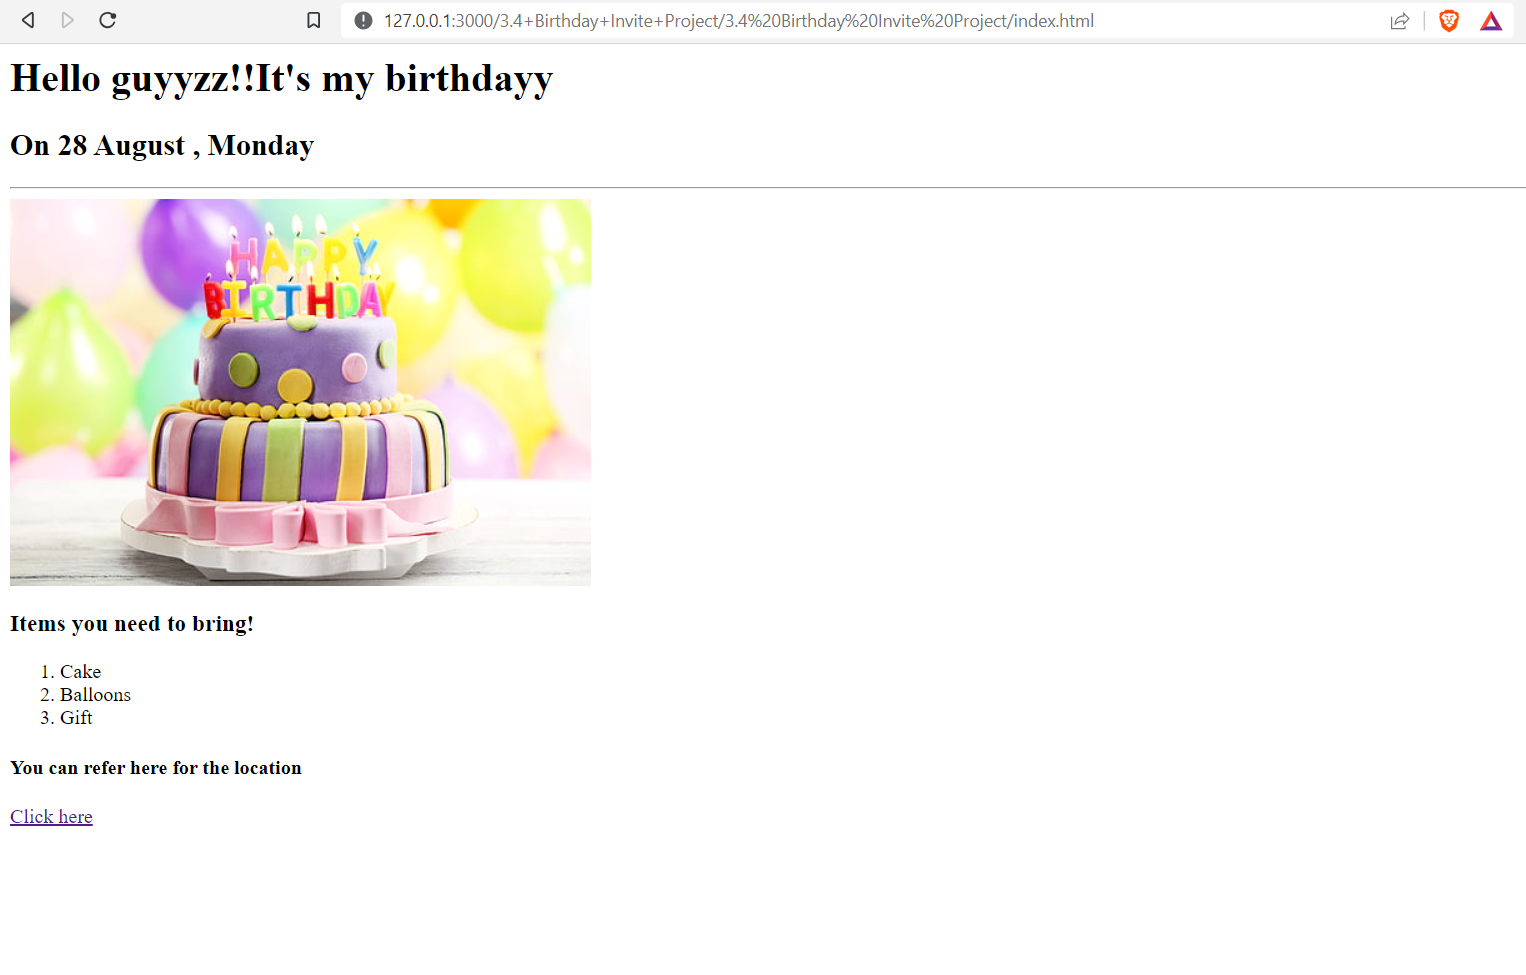 127.0.0.1:3000/3.4+Birthday+Invite+Project/3.4%20Birthday%20Invite%20Project/index.html
Hello guyyzz!!It's my birthdayy
On 28 August , Monday
HAPPY
BIRTHDAY
Items you need to bring!
1. Cake
2. Balloons
3. Gift
You can refer here for the location
Click here